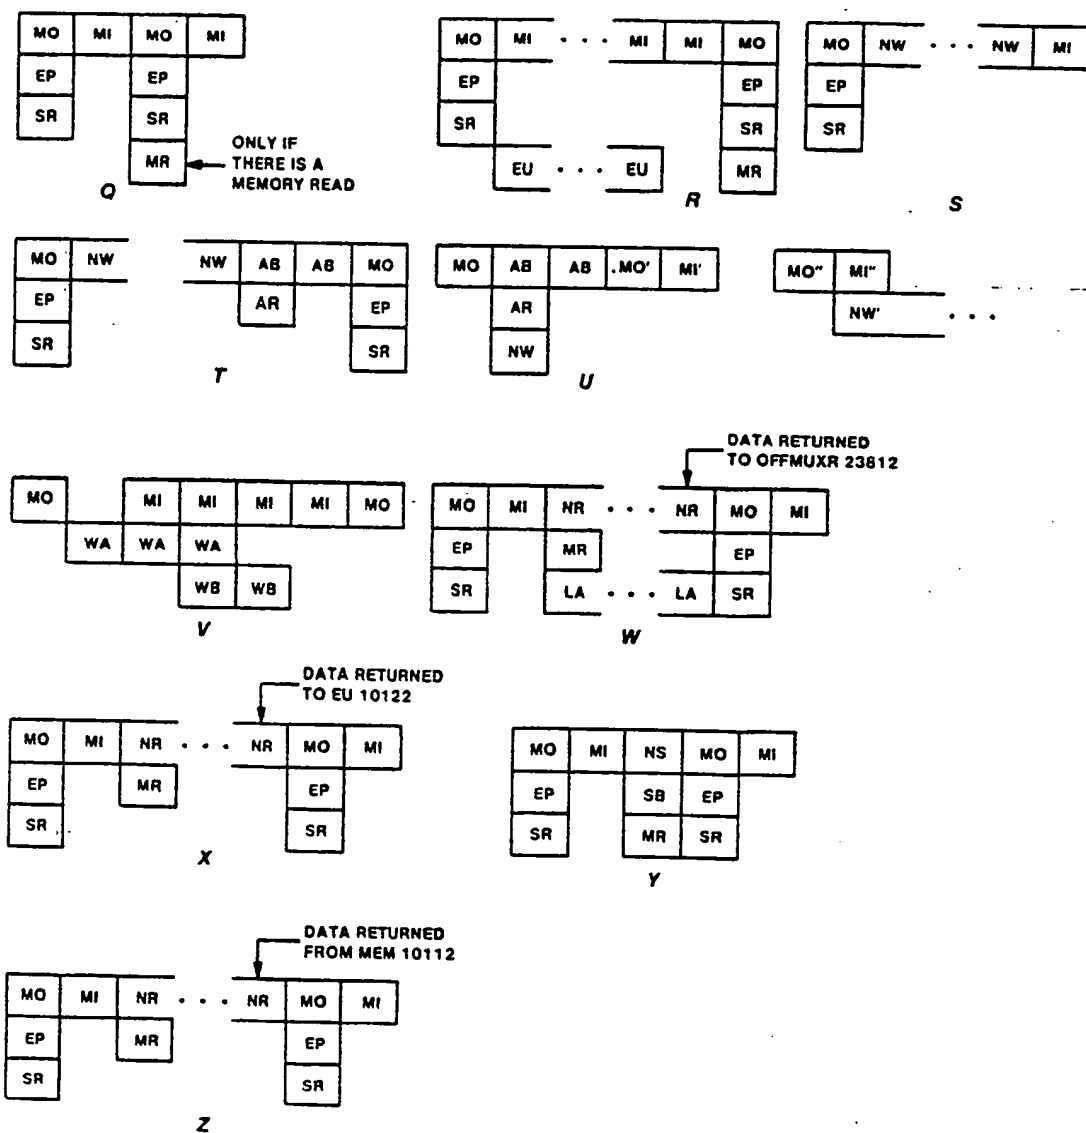 MO MI MO MI
EP EP
SR SR
MR
ONLY IF
THERE IS A
MEMORY READ
Q
MO MI · · · MI MI MO
EP EP
SR SR
EU · · · EU MR
R
MO NW · · · NW MI
EP
SR
S
MO NW NW AB AB MO
EP AR EP
SR SR
T
MO AB AB .MO' MI'
AR
NW
U
MO" MI"
NW' · · ·
MO MI MI MI MI MO
WA WA WA
WB WB
V
DATA RETURNED
TO OFFMUXR 23812
MO MI NR · · · NR MO MI
EP MR EP
SR LA · · · LA SR
W
DATA RETURNED
TO EU 10122
MO MI NR · · · NR MO MI
EP MR EP
SR SR
X
MO MI NS MO MI
EP SB EP
SR MR SR
Y
DATA RETURNED
FROM MEM 10112
MO MI NR · · · NR MO MI
EP MR EP
SR SR
Z